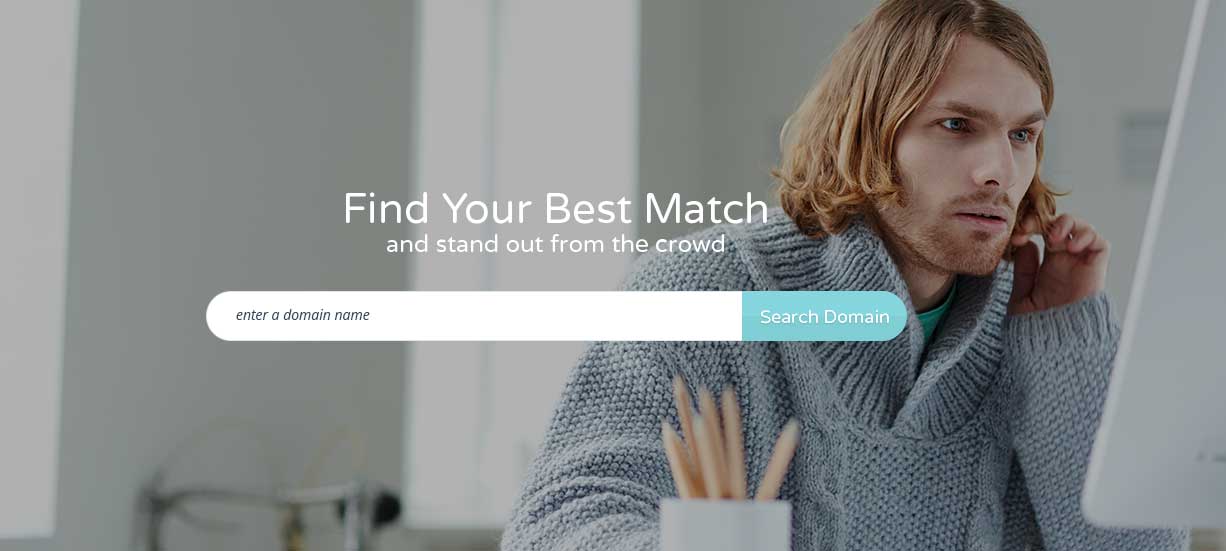 Find Your Best Match
and stand out from the crowd
enter a domain name
Search Domain